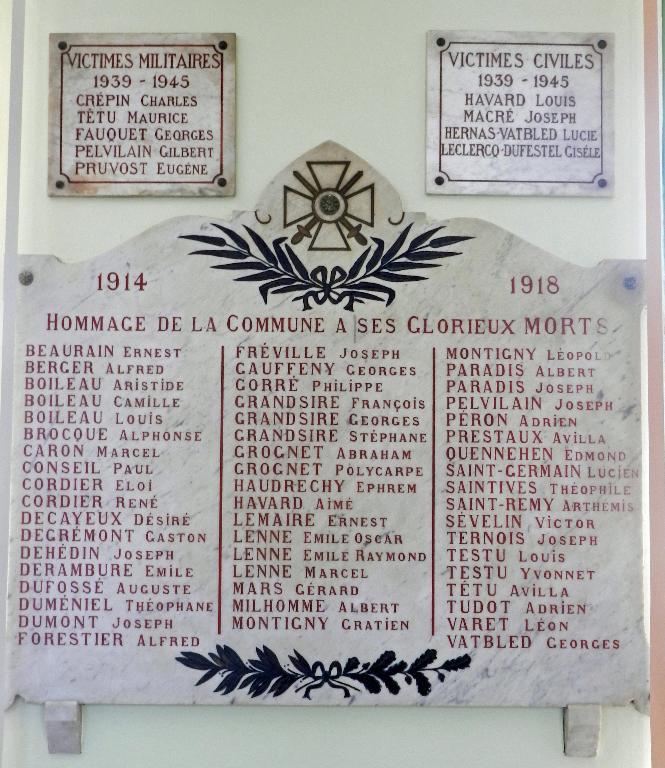 VICTIMES MILITAIRES
1939 - 1945
CRÉPIN CHARLES
TÊTU MAURICE
FAUQUET GEORGES
PELVILAIN GILBERT
PRUVOST EUGÉNE
VICTIMES CIVILES
1939 - 1945
HAVARD LOUIS
MACRÉ JOSEPH
HERNAS-VATBLED LUCIE
LECLERCQ-DUFESTEL GISÉLE
1914 1918
HOMMAGE DE LA COMMUNE A SES GLORIEUX MORTS
BEAURAIN ERNEST
BERGER ALFRED
BOILEAU ARISTIDE
BOILEAU CAMILLE
BOILEAU LOUIS
BROCQUE ALPHONSE
CARON MARCEL
CONSEIL PAUL
CORDIER ELOI
CORDIER RENÉ
DECAYEUX DÉSIRÉ
DEGRÉMONT GASTON
DEHÉDIN JOSEPH
DERAMBURE EMILE
DUFOSSÉ AUGUSTE
DUMÉNIEL THÉOPHANE
DUMONT JOSEPH
FORESTIER ALFRED
FRÉVILLE JOSEPH
GAUFFENY GEORGES
GORRÉ PHILIPPE
GRANDSIRE FRANÇOIS
GRANDSIRE GEORGES
GRANDSIRE STÉPHANE
GROGNET ABRAHAM
GROGNET POLYCARPE
HAUDRECHY EPHREM
HAVARD AIMÉ
LEMAIRE ERNEST
LENNE EMILE OSCAR
LENNE EMILE RAYMOND
LENNE MARCEL
MARS GÉRARD
MILHOMME ALBERT
MONTIGNY GRATIEN
MONTIGNY LÉOPOLD
PARADIS ALBERT
PARADIS JOSEPH
PELVILAIN JOSEPH
PÉRON ADRIEN
PRESTAUX AVILLA
QUENNEHEN EDMOND
SAINT-GERMAIN LUCIEN
SAINTIVES THÉOPHILE
SAINT-REMY ARTHÉMIS
SÉVELIN VICTOR
TERNOIS JOSEPH
TESTU LOUIS
TESTU YVONNET
TÊTU AVILLA
TUDOT ADRIEN
VARET LÉON
VATBLED GEORGES